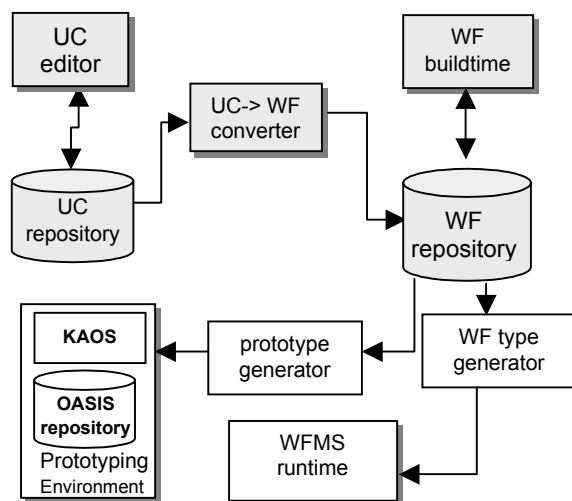 UC
editor
WF
buildtime
UC-> WF
converter
UC
repository
WF
repository
KAOS
OASIS
repository
Prototyping
Environment
prototype
generator
WF type
generator
WFMS
runtime